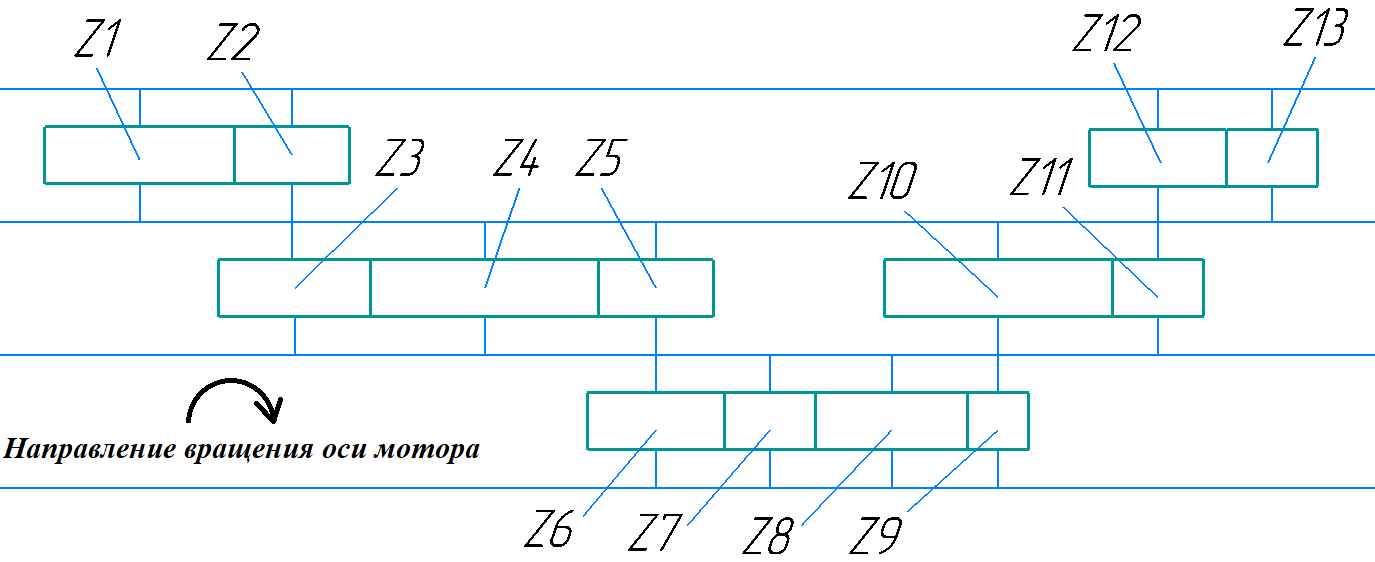 Z1 Z2 Z12 Z13
Z3 Z4 Z5 Z10 Z11
Направление вращения оси мотора
Z6 Z7 Z8 Z9